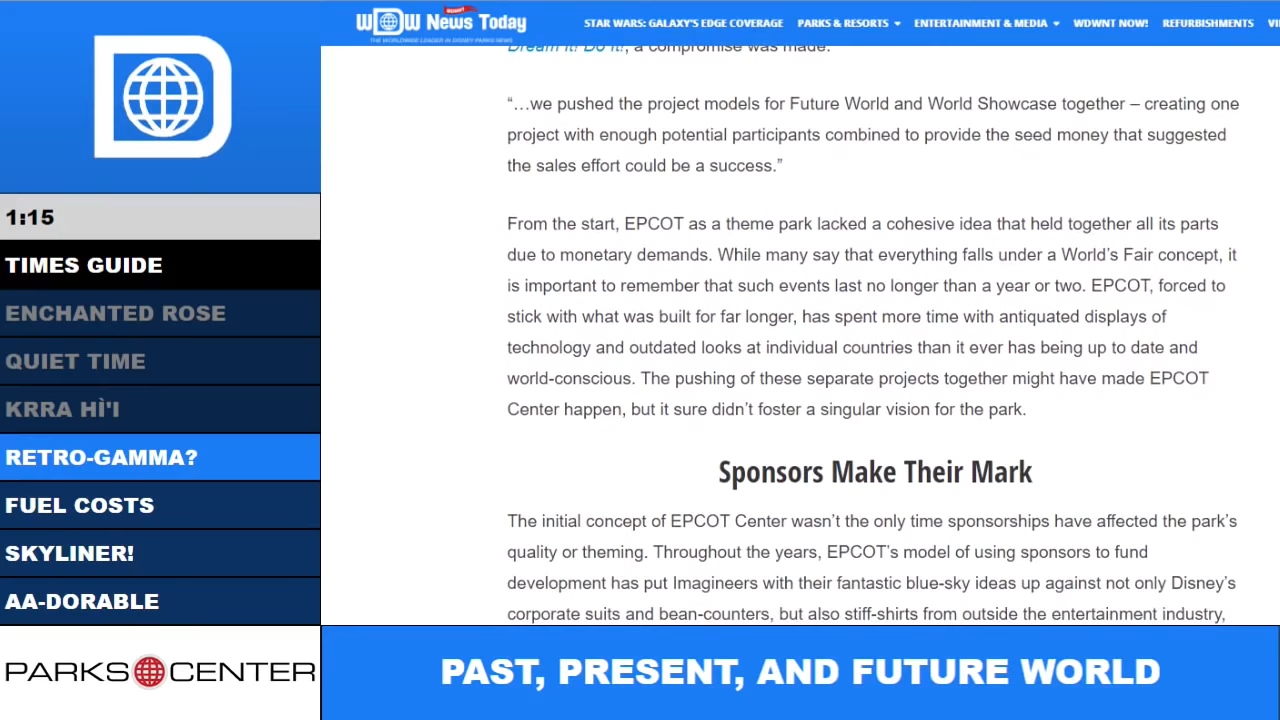 WDW News Today
THE WORLDWIDE LEADER IN DISNEY PARKS NEWS
STAR WARS: GALAXY'S EDGE COVERAGE PARKS & RESORTS ENTERTAINMENT & MEDIA WDWNT NOW! REFURBISHMENTS
Dream It! Do It!, a compromise was made:
“…we pushed the project models for Future World and World Showcase together – creating one
project with enough potential participants combined to provide the seed money that suggested
the sales effort could be a success.”
From the start, EPCOT as a theme park lacked a cohesive idea that held together all its parts
due to monetary demands. While many say that everything falls under a World’s Fair concept, it
is important to remember that such events last no longer than a year or two. EPCOT, forced to
stick with what was built for far longer, has spent more time with antiquated displays of
technology and outdated looks at individual countries than it ever has being up to date and
world-conscious. The pushing of these separate projects together might have made EPCOT
Center happen, but it sure didn’t foster a singular vision for the park.
Sponsors Make Their Mark
The initial concept of EPCOT Center wasn’t the only time sponsorships have affected the park’s
quality or theming. Throughout the years, EPCOT’s model of using sponsors to fund
development has put Imagineers with their fantastic blue-sky ideas up against not only Disney’s
corporate suits and bean-counters, but also stiff-shirts from outside the entertainment industry,
1:15
TIMES GUIDE
ENCHANTED ROSE
QUIET TIME
KRRA HÌ'I
RETRO-GAMMA?
FUEL COSTS
SKYLINER!
AA-DORABLE
PARKS CENTER
PAST, PRESENT, AND FUTURE WORLD